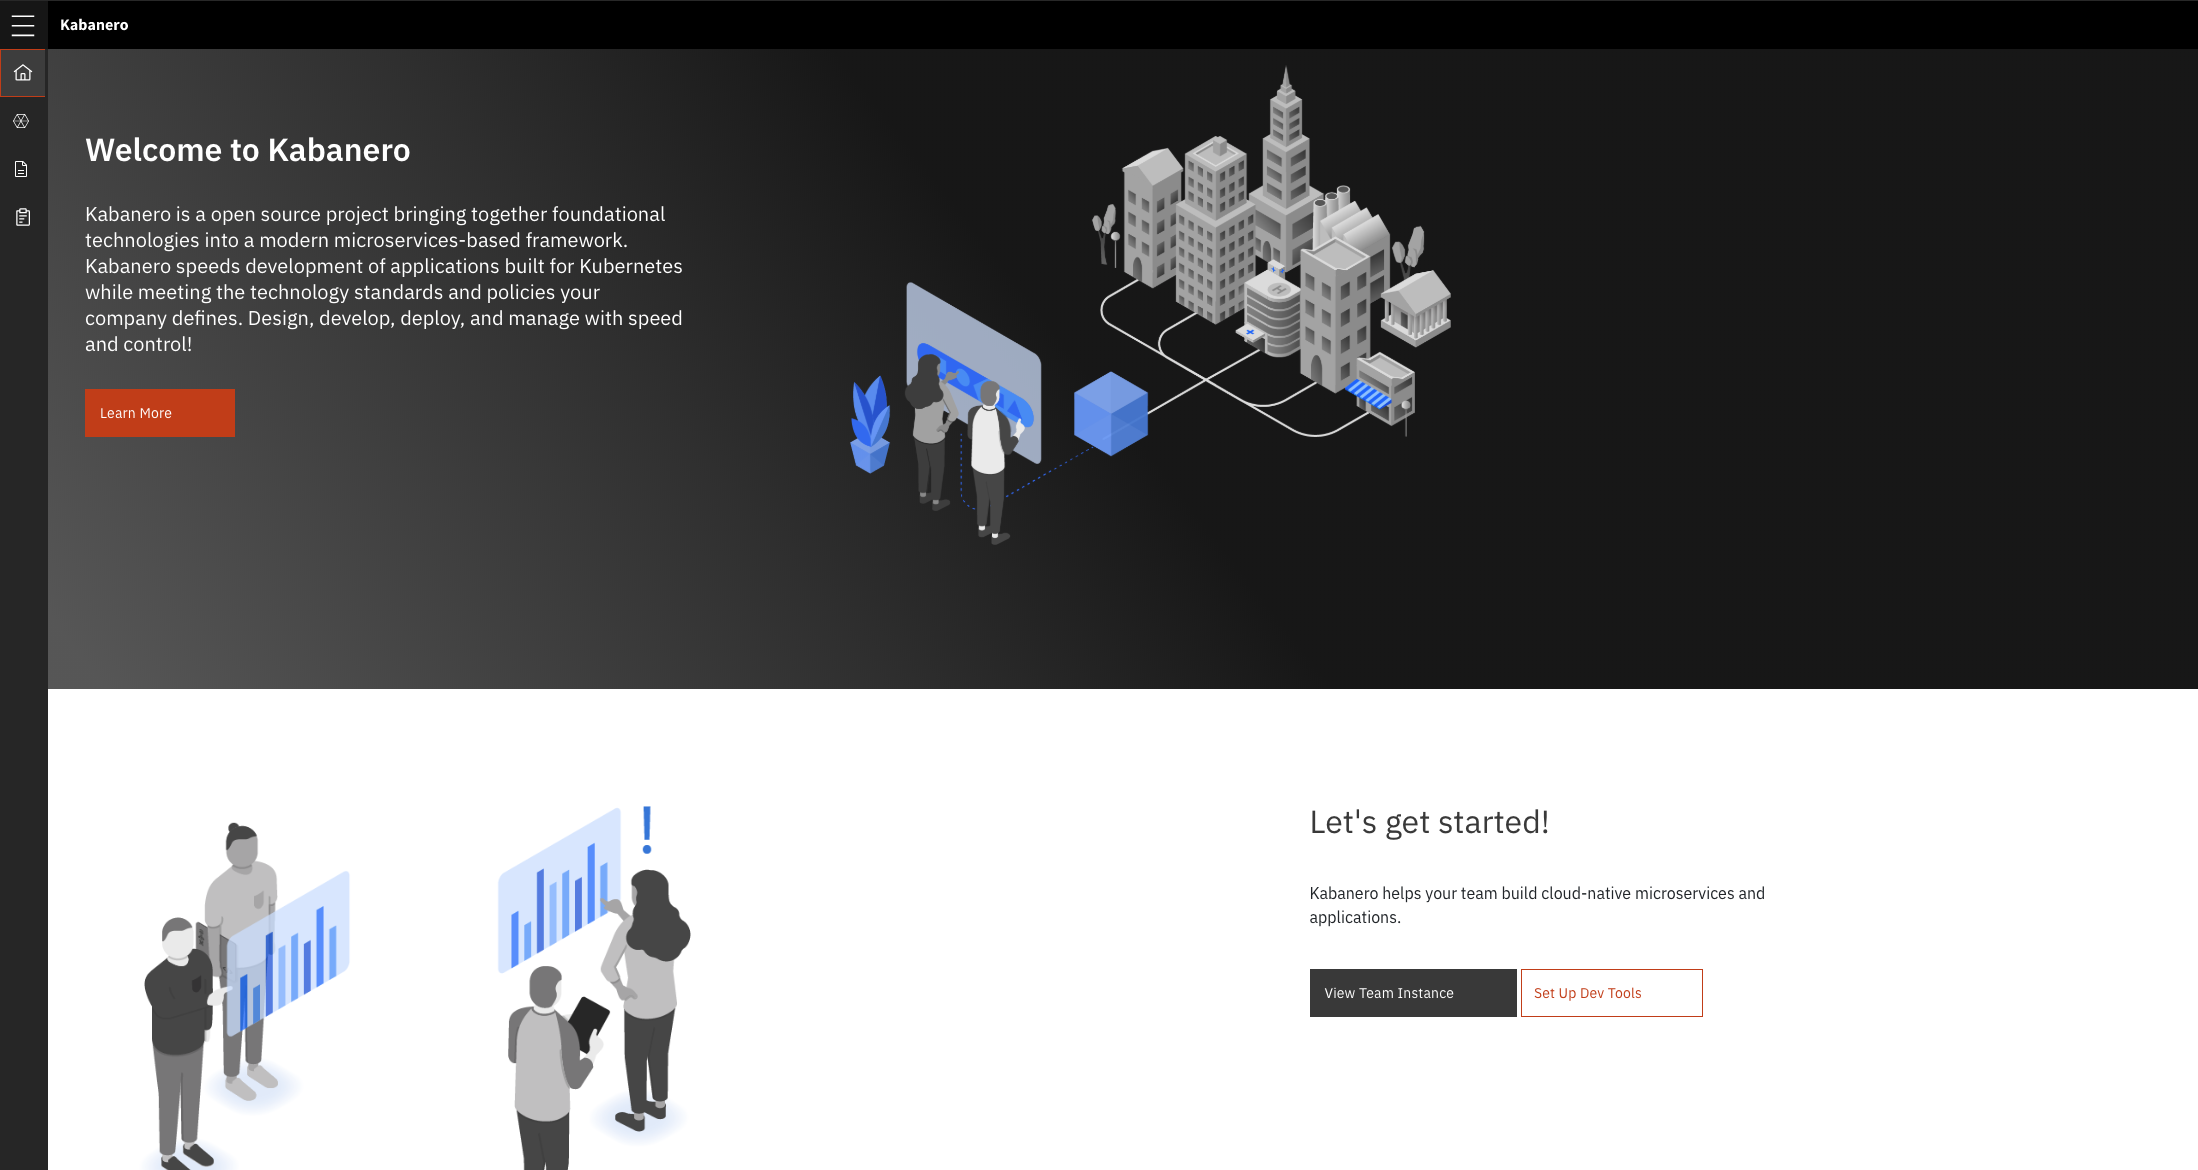 Kabanero
Welcome to Kabanero
Kabanero is a open source project bringing together foundational
technologies into a modern microservices-based framework.
Kabanero speeds development of applications built for Kubernetes
while meeting the technology standards and policies your
company defines. Design, develop, deploy, and manage with speed
and control!
Learn More
H
!
Let's get started!
Kabanero helps your team build cloud-native microservices and
applications.
View Team Instance
Set Up Dev Tools